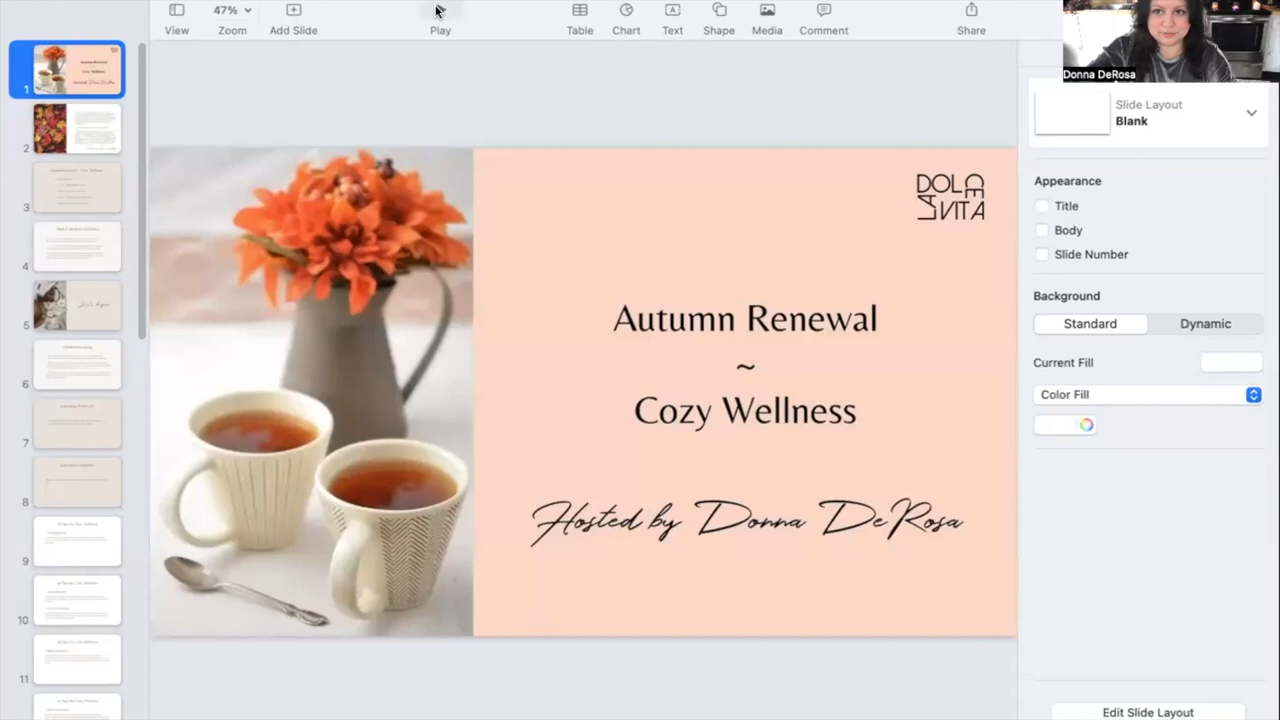 47%
View
Zoom
Add Slide
Play
Table
Chart
Text
Shape
Media
Comment
Share
Donna DeRosa
1
2
3
4
5
6
7
8
9
10
11
DOLCE
LA VITA
Autumn Renewal
~
Cozy Wellness
Hosted by Donna DeRosa
Slide Layout
Blank
Appearance
Title
Body
Slide Number
Background
Standard
Dynamic
Current Fill
Color Fill
Edit Slide Layout